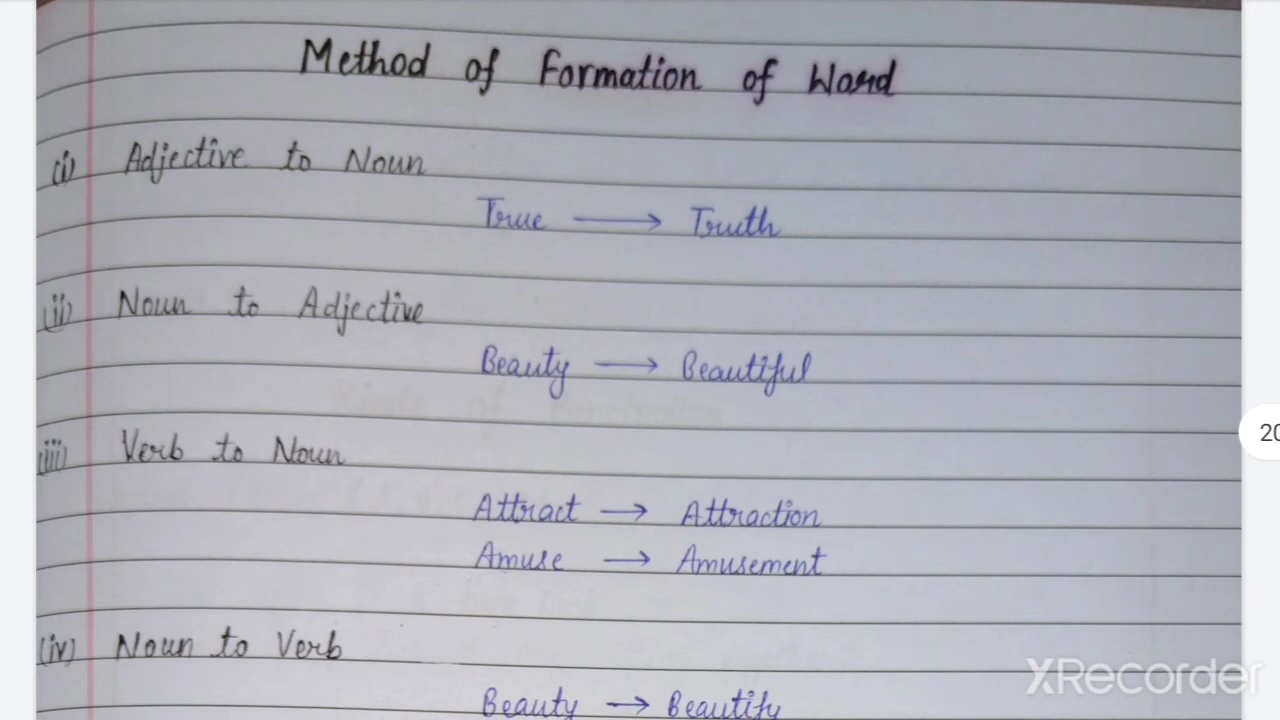 Method of Formation of Word
(i) Adjective to Noun
True → Truth
(ii) Noun to Adjective
Beauty → Beautiful
(iii) Verb to Noun
Attract → Attraction
Amuse → Amusement
(iv) Noun to Verb
Beauty → Beautify
20
XRecorder